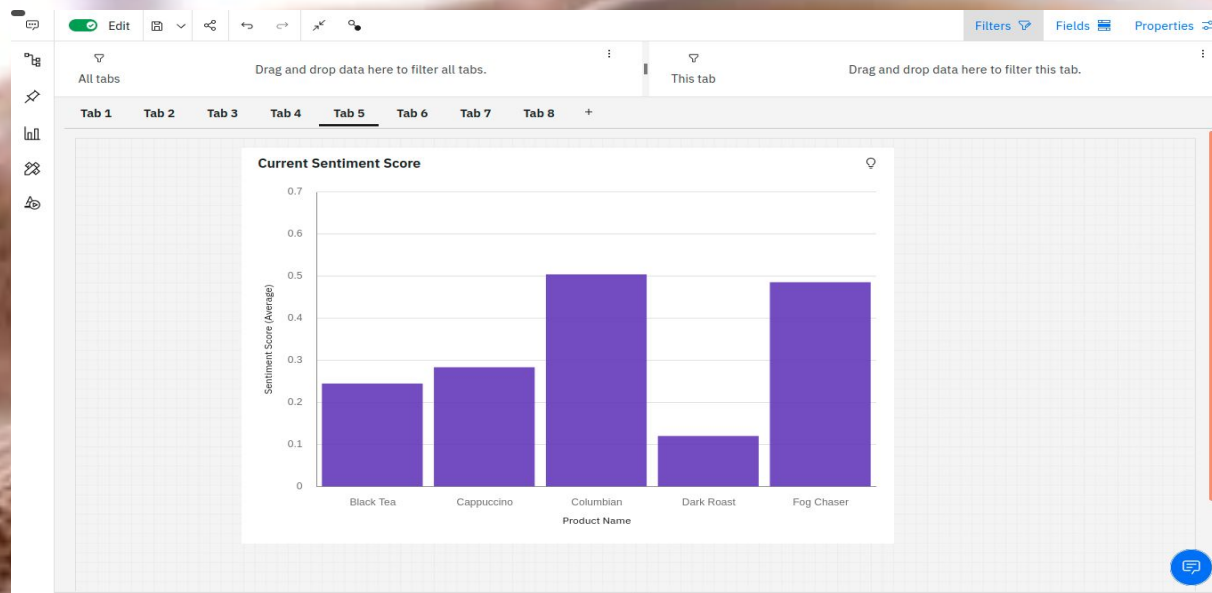 Edit
Filters
Fields
Properties
All tabs
Drag and drop data here to filter all tabs.
This tab
Drag and drop data here to filter this tab.
Tab 1
Tab 2
Tab 3
Tab 4
Tab 5
Tab 6
Tab 7
Tab 8
+
Current Sentiment Score
Sentiment Score (Average)
0.7
0.6
0.5
0.4
0.3
0.2
0.1
0
Black Tea
Cappuccino
Columbian
Dark Roast
Fog Chaser
Product Name